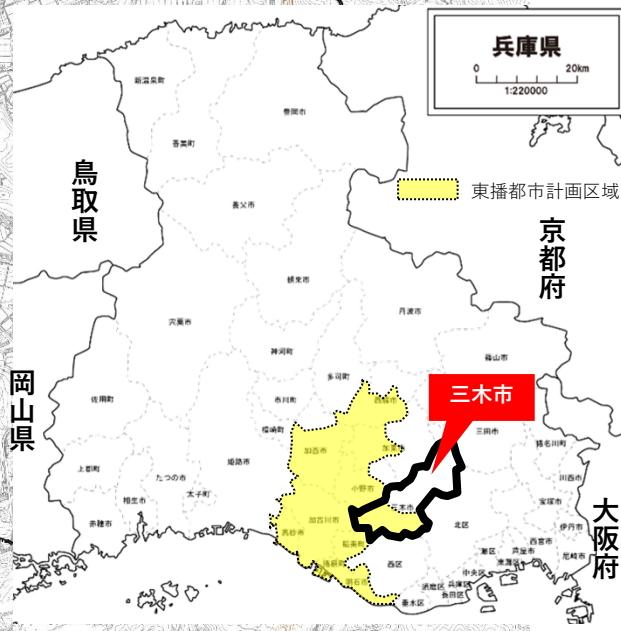 兵庫県
0 20km
1:220000
新温泉町
豊岡市
香美町
鳥取県
東播都市計画区域
養父市
京都府
朝来市
丹波市
宍粟市
神河町
篠山市
多可町
岡山県
佐用町
市川町
西脇市
三木市
三田市
猪名川町
福崎町
加西市
加東市
上郡町
たつの市
姫路市
川西市
相生市
太子町
小野市
宝塚市
赤穂市
加古川市
三木市
北区
伊丹市
大阪府
高砂市
稲美町
西宮市
灘区
芦屋市
尼崎市
播磨町
西区
東灘区
中央区
明石市
須磨区
兵庫区
長田区
垂水区